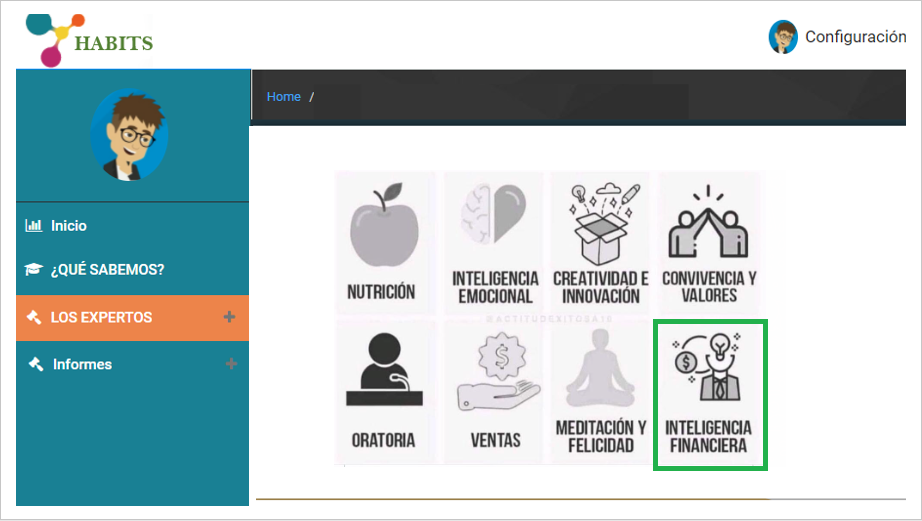 HABITS
Configuración
Home /
Inicio
¿QUÉ SABEMOS?
LOS EXPERTOS +
Informes +
NUTRICIÓN
INTELIGENCIA
EMOCIONAL
CREATIVIDAD E
INNOVACIÓN
CONVIVENCIA Y
VALORES
@ACTITUDEXITOSA16
ORATORIA
VENTAS
MEDITACIÓN Y
FELICIDAD
INTELIGENCIA
FINANCIERA